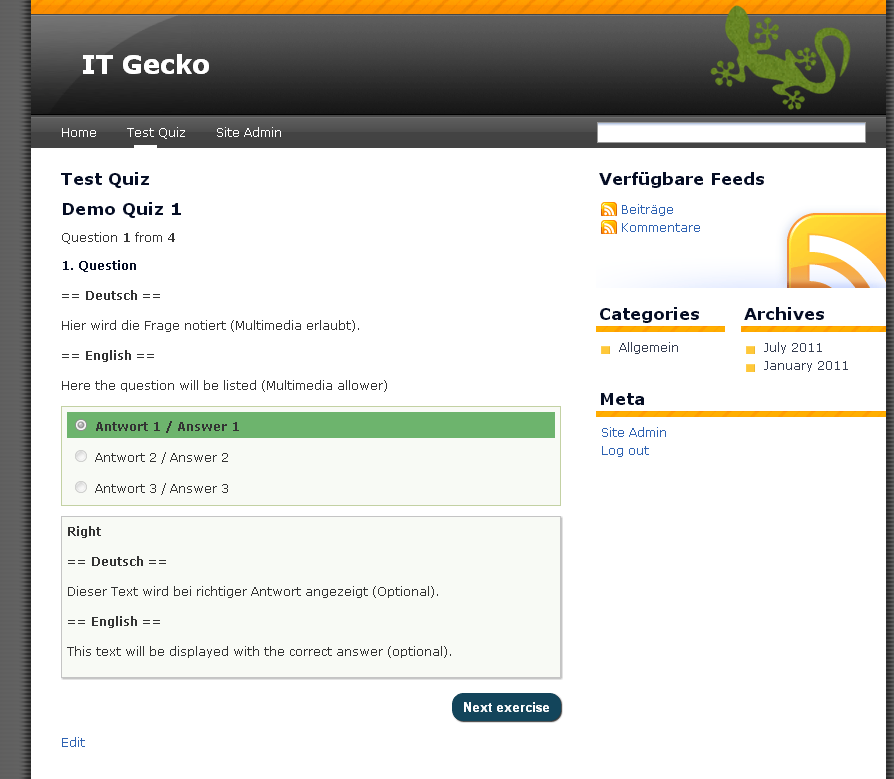 IT Gecko
Home
Test Quiz
Site Admin
Test Quiz
Demo Quiz 1
Question 1 from 4
1. Question
== Deutsch ==
Hier wird die Frage notiert (Multimedia erlaubt).
== English ==
Here the question will be listed (Multimedia allower)
Antwort 1 / Answer 1
Antwort 2 / Answer 2
Antwort 3 / Answer 3
Right
== Deutsch ==
Dieser Text wird bei richtiger Antwort angezeigt (Optional).
== English ==
This text will be displayed with the correct answer (optional).
Next exercise
Edit
Verfügbare Feeds
Beiträge
Kommentare
Categories
Allgemein
Archives
July 2011
January 2011
Meta
Site Admin
Log out